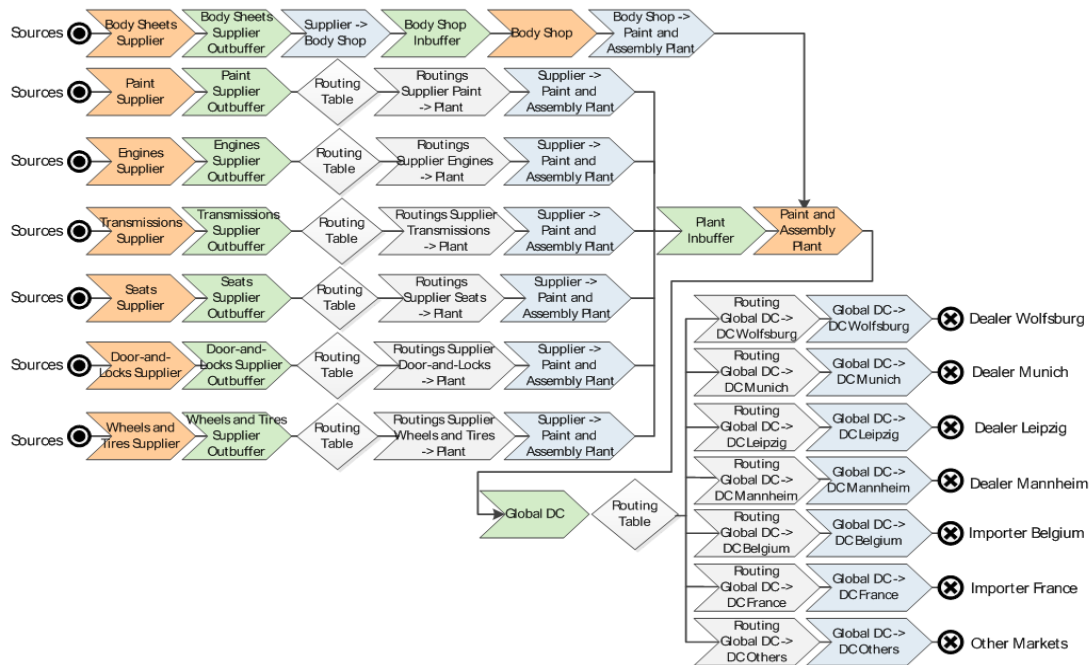 Sources
Body Sheets
Supplier
Body Sheets
Supplier
Outbuffer
Supplier ->
Body Shop
Body Shop
Inbuffer
Body Shop
Body Shop ->
Paint and
Assembly Plant
Sources
Paint
Supplier
Paint
Supplier
Outbuffer
Routing
Table
Routings
Supplier Paint
-> Plant
Supplier ->
Paint and
Assembly Plant
Sources
Engines
Supplier
Engines
Supplier
Outbuffer
Routing
Table
Routings
Supplier Engines
-> Plant
Supplier ->
Paint and
Assembly Plant
Sources
Transmissions
Supplier
Transmissions
Supplier
Outbuffer
Routing
Table
Routings Supplier
Transmissions
-> Plant
Supplier ->
Paint and
Assembly Plant
Plant
Inbuffer
Paint and
Assembly
Plant
Sources
Seats
Supplier
Seats
Supplier
Outbuffer
Routing
Table
Routings
Supplier Seats
-> Plant
Supplier ->
Paint and
Assembly Plant
Sources
Door-and-
Locks Supplier
Door-and-
Locks Supplier
Outbuffer
Routing
Table
Routings Supplier
Door-and-Locks
-> Plant
Supplier ->
Paint and
Assembly Plant
Sources
Wheels and
Tires Supplier
Wheels and Tires
Supplier
Outbuffer
Routing
Table
Routings Supplier
Wheels and Tires
-> Plant
Supplier ->
Paint and
Assembly Plant
Global DC
Routing
Table
Routing
Global DC->
DC Wolfsburg
Global DC->
DC Wolfsburg
Dealer Wolfsburg
Routing
Global DC->
DC Munich
Global DC->
DC Munich
Dealer Munich
Routing
Global DC->
DC Leipzig
Global DC->
DC Leipzig
Dealer Leipzig
Routing
Global DC->
DC Mannheim
Global DC->
DC Mannheim
Dealer Mannheim
Routing
Global DC->
DC Belgium
Global DC->
DC Belgium
Importer Belgium
Routing
Global DC->
DC France
Global DC->
DC France
Importer France
Routing
Global DC->
DC Others
Global DC->
DC Others
Other Markets